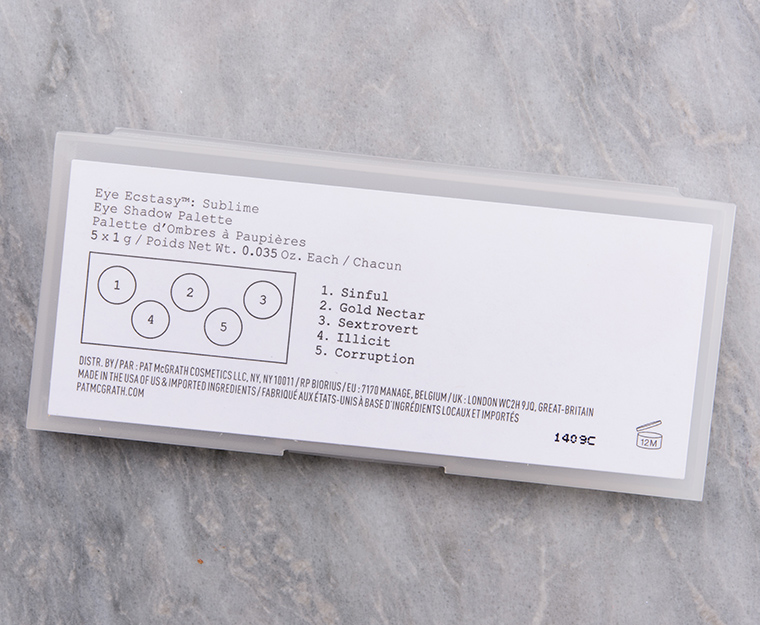 Eye Ecstasy™: Sublime
Eye Shadow Palette
Palette d'Ombres à Paupières
5 x 1 g / Poids Net Wt. 0.035 Oz. Each / Chacun
1
2
3
4
5
1. Sinful
2. Gold Nectar
3. Sextrovert
4. Illicit
5. Corruption
DISTR. BY / PAR : PAT McGRATH COSMETICS LLC, NY, NY 10011 / RP BIORIUS / EU : 7170 MANAGE, BELGIUM / UK : LONDON WC2H 9JQ, GREAT-BRITAIN
MADE IN THE USA OF US & IMPORTED INGREDIENTS / FABRIQUÉ AUX ÉTATS-UNIS À BASE D'INGRÉDIENTS LOCAUX ET IMPORTÉS
PATMCGRATH.COM
1409C
12M